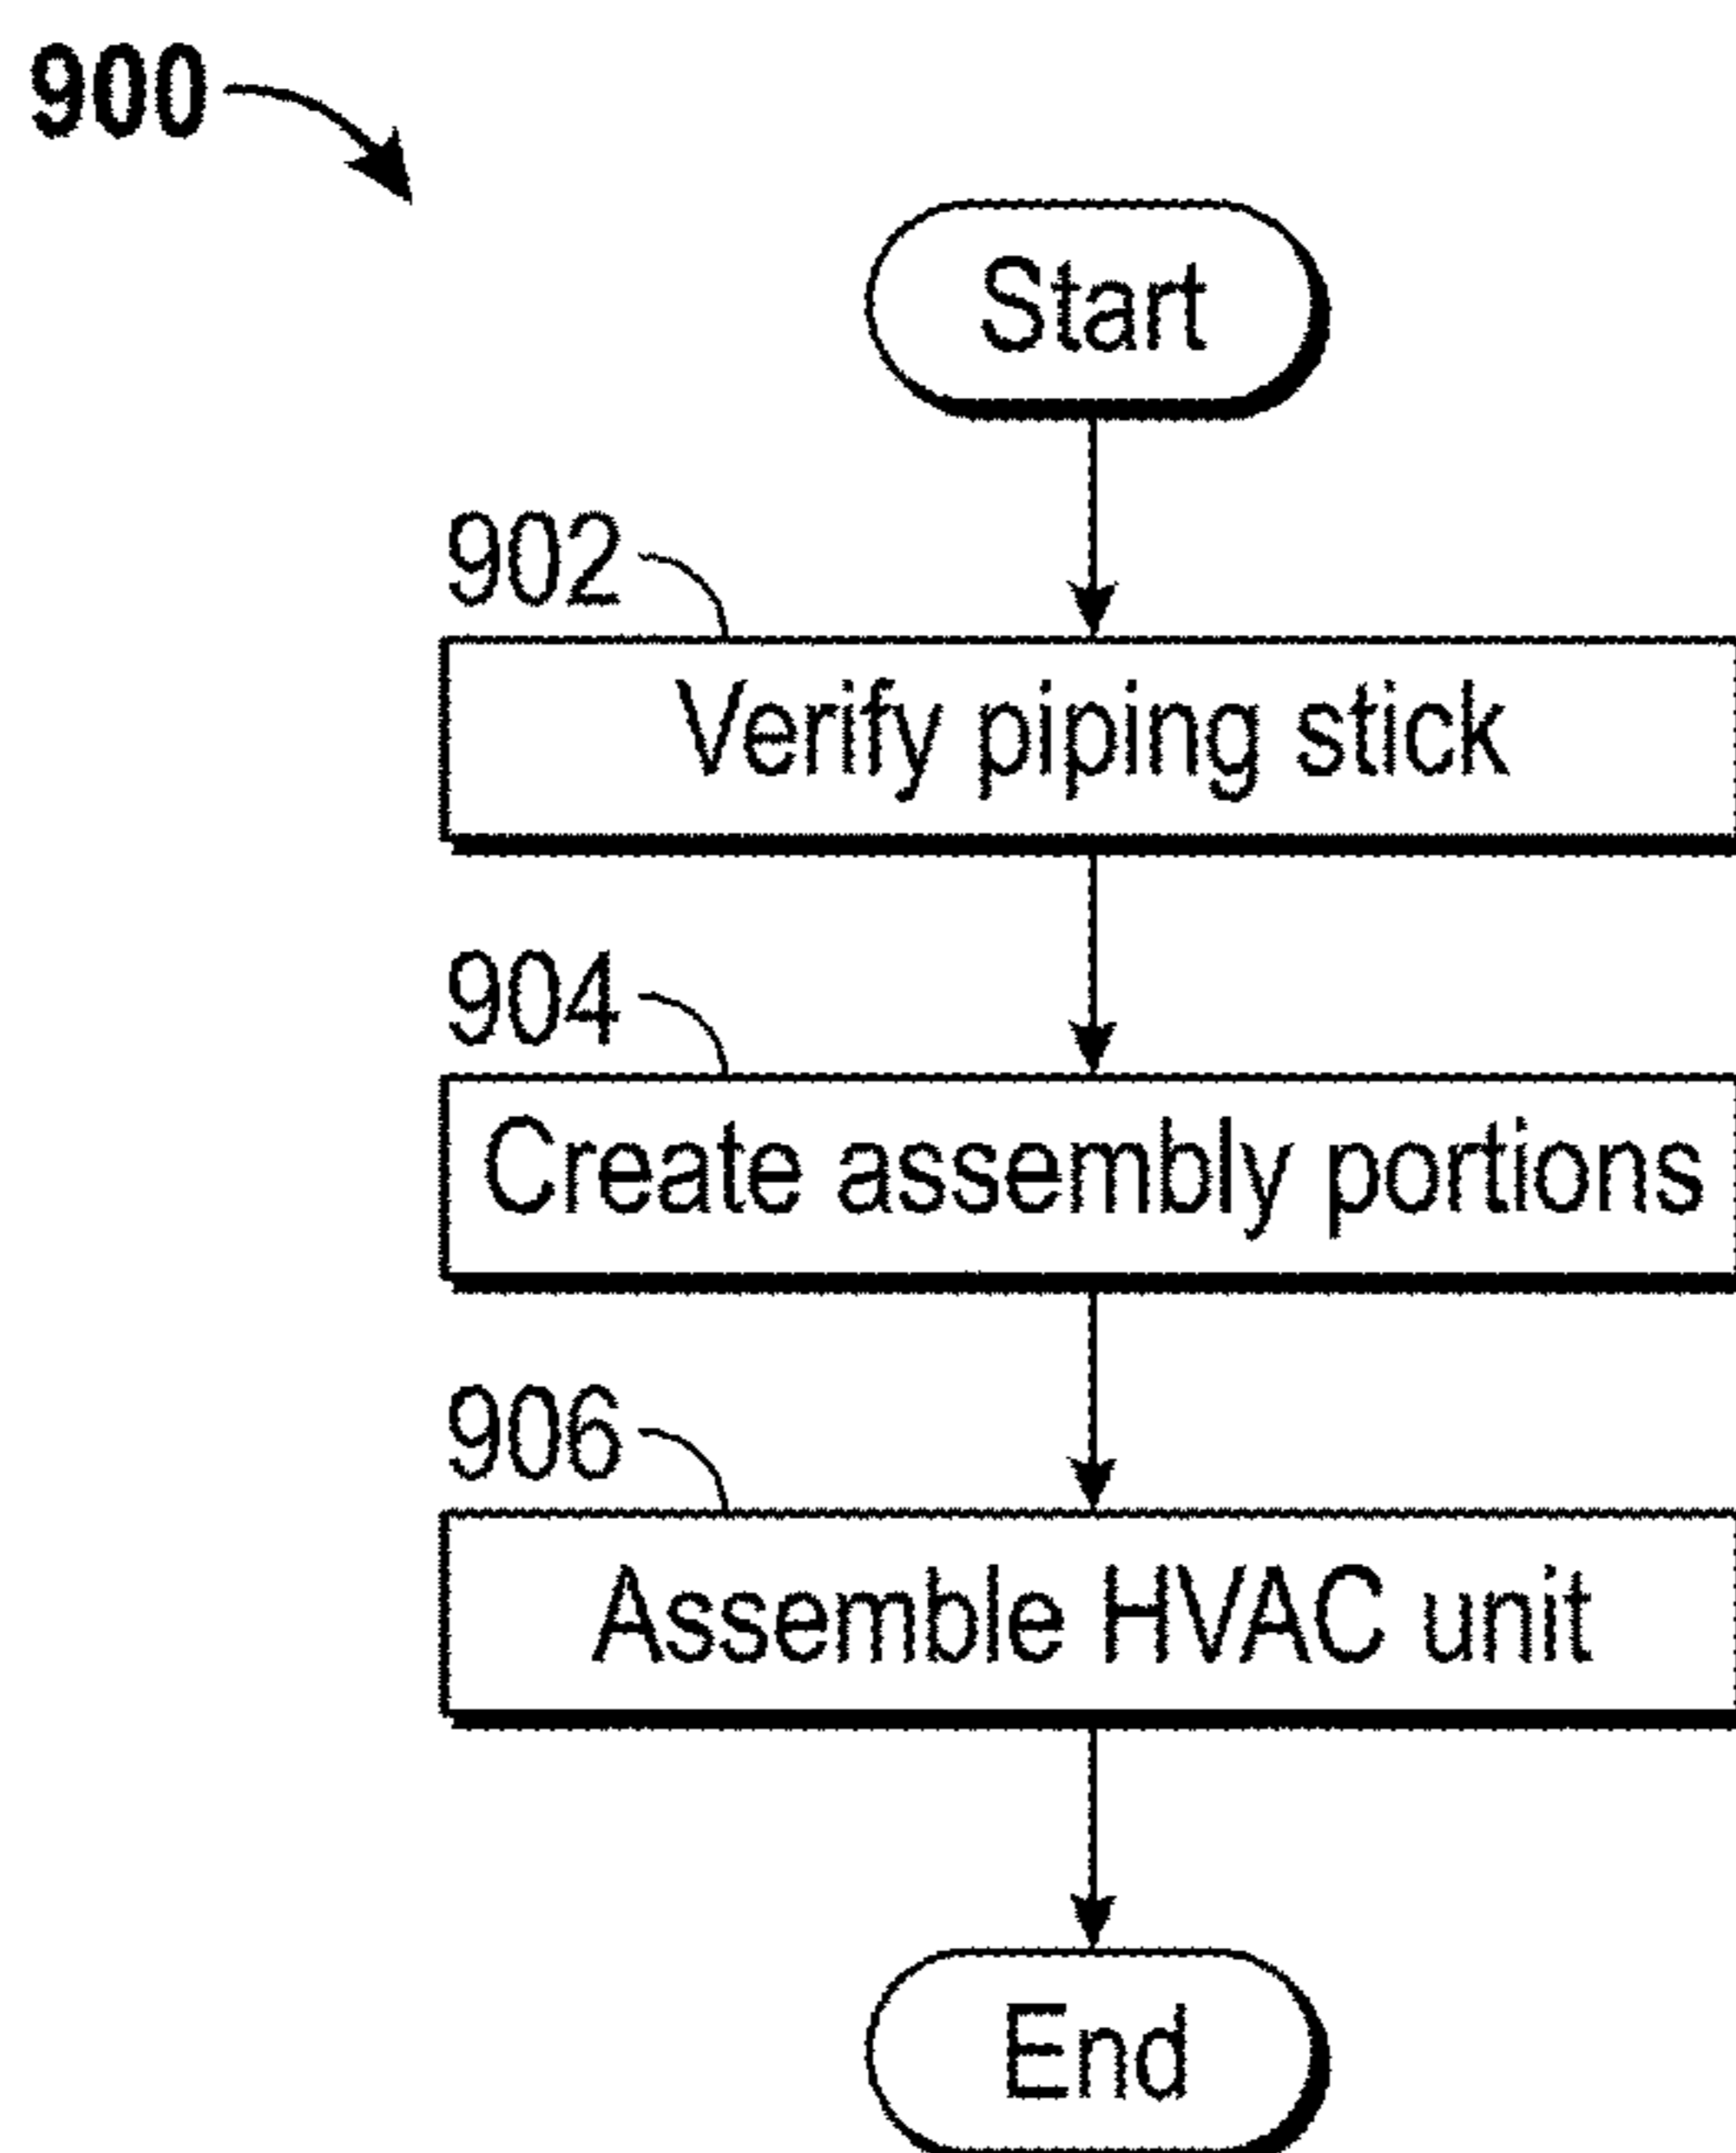 900
Start
902
Verify piping stick
904
Create assembly portions
906
Assemble HVAC unit
End